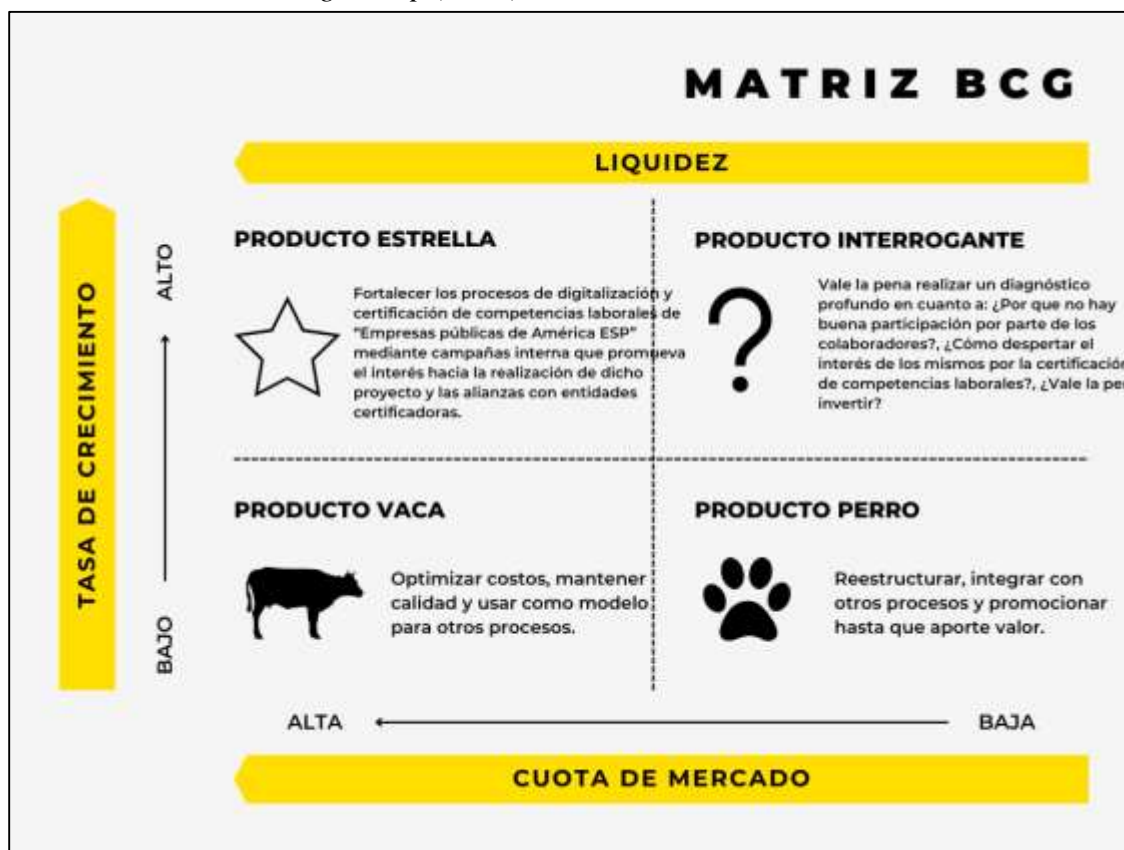 MATRIZ BCG
LIQUIDEZ
TASA DE CRECIMIENTO
ALTO
BAJO
PRODUCTO ESTRELLA
Fortalecer los procesos de digitalización y
certificación de competencias laborales de
"Empresas públicas de América ESP"
mediante campañas interna que promueva
el interés hacia la realización de dicho
proyecto y las alianzas con entidades
certificadoras.
PRODUCTO INTERROGANTE
?
Vale la pena realizar un diagnóstico
profundo en cuanto a: ¿Por que no hay
buena participación por parte de los
colaboradores?, ¿Cómo despertar el
interés de los mismos por la certificación
de competencias laborales?, ¿Vale la pe
invertir?
PRODUCTO VACA
Optimizar costos, mantener
calidad y usar como modelo
para otros procesos.
PRODUCTO PERRO
Reestructurar, integrar con
otros procesos y promocionar
hasta que aporte valor.
ALTA
BAJA
CUOTA DE MERCADO